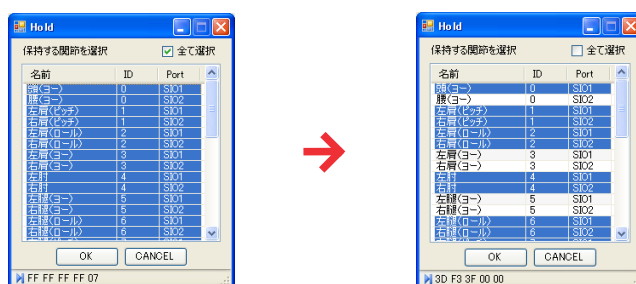 Hold
保持する関節を選択 全て選択
名前 ID Port
頭(ヨー) 0 SIO1
腰(ヨー) 0 SIO2
左肩(ピッチ) 1 SIO1
右肩(ピッチ) 1 SIO2
左肩(ロール) 2 SIO1
右肩(ロール) 2 SIO2
左肩(ヨー) 3 SIO1
右肩(ヨー) 3 SIO2
左肘 4 SIO1
右肘 4 SIO2
左腿(ヨー) 5 SIO1
右腿(ヨー) 5 SIO2
左腿(ロール) 6 SIO1
右腿(ロール) 6 SIO2
OK CANCEL
FF FF FF FF 07
Hold
保持する関節を選択 全て選択
名前 ID Port
頭(ヨー) 0 SIO1
腰(ヨー) 0 SIO2
左肩(ピッチ) 1 SIO1
右肩(ピッチ) 1 SIO2
左肩(ロール) 2 SIO1
右肩(ロール) 2 SIO2
左肩(ヨー) 3 SIO1
右肩(ヨー) 3 SIO2
左肘 4 SIO1
右肘 4 SIO2
左腿(ヨー) 5 SIO1
右腿(ヨー) 5 SIO2
左腿(ロール) 6 SIO1
右腿(ロール) 6 SIO2
OK CANCEL
3D F3 3F 00 00